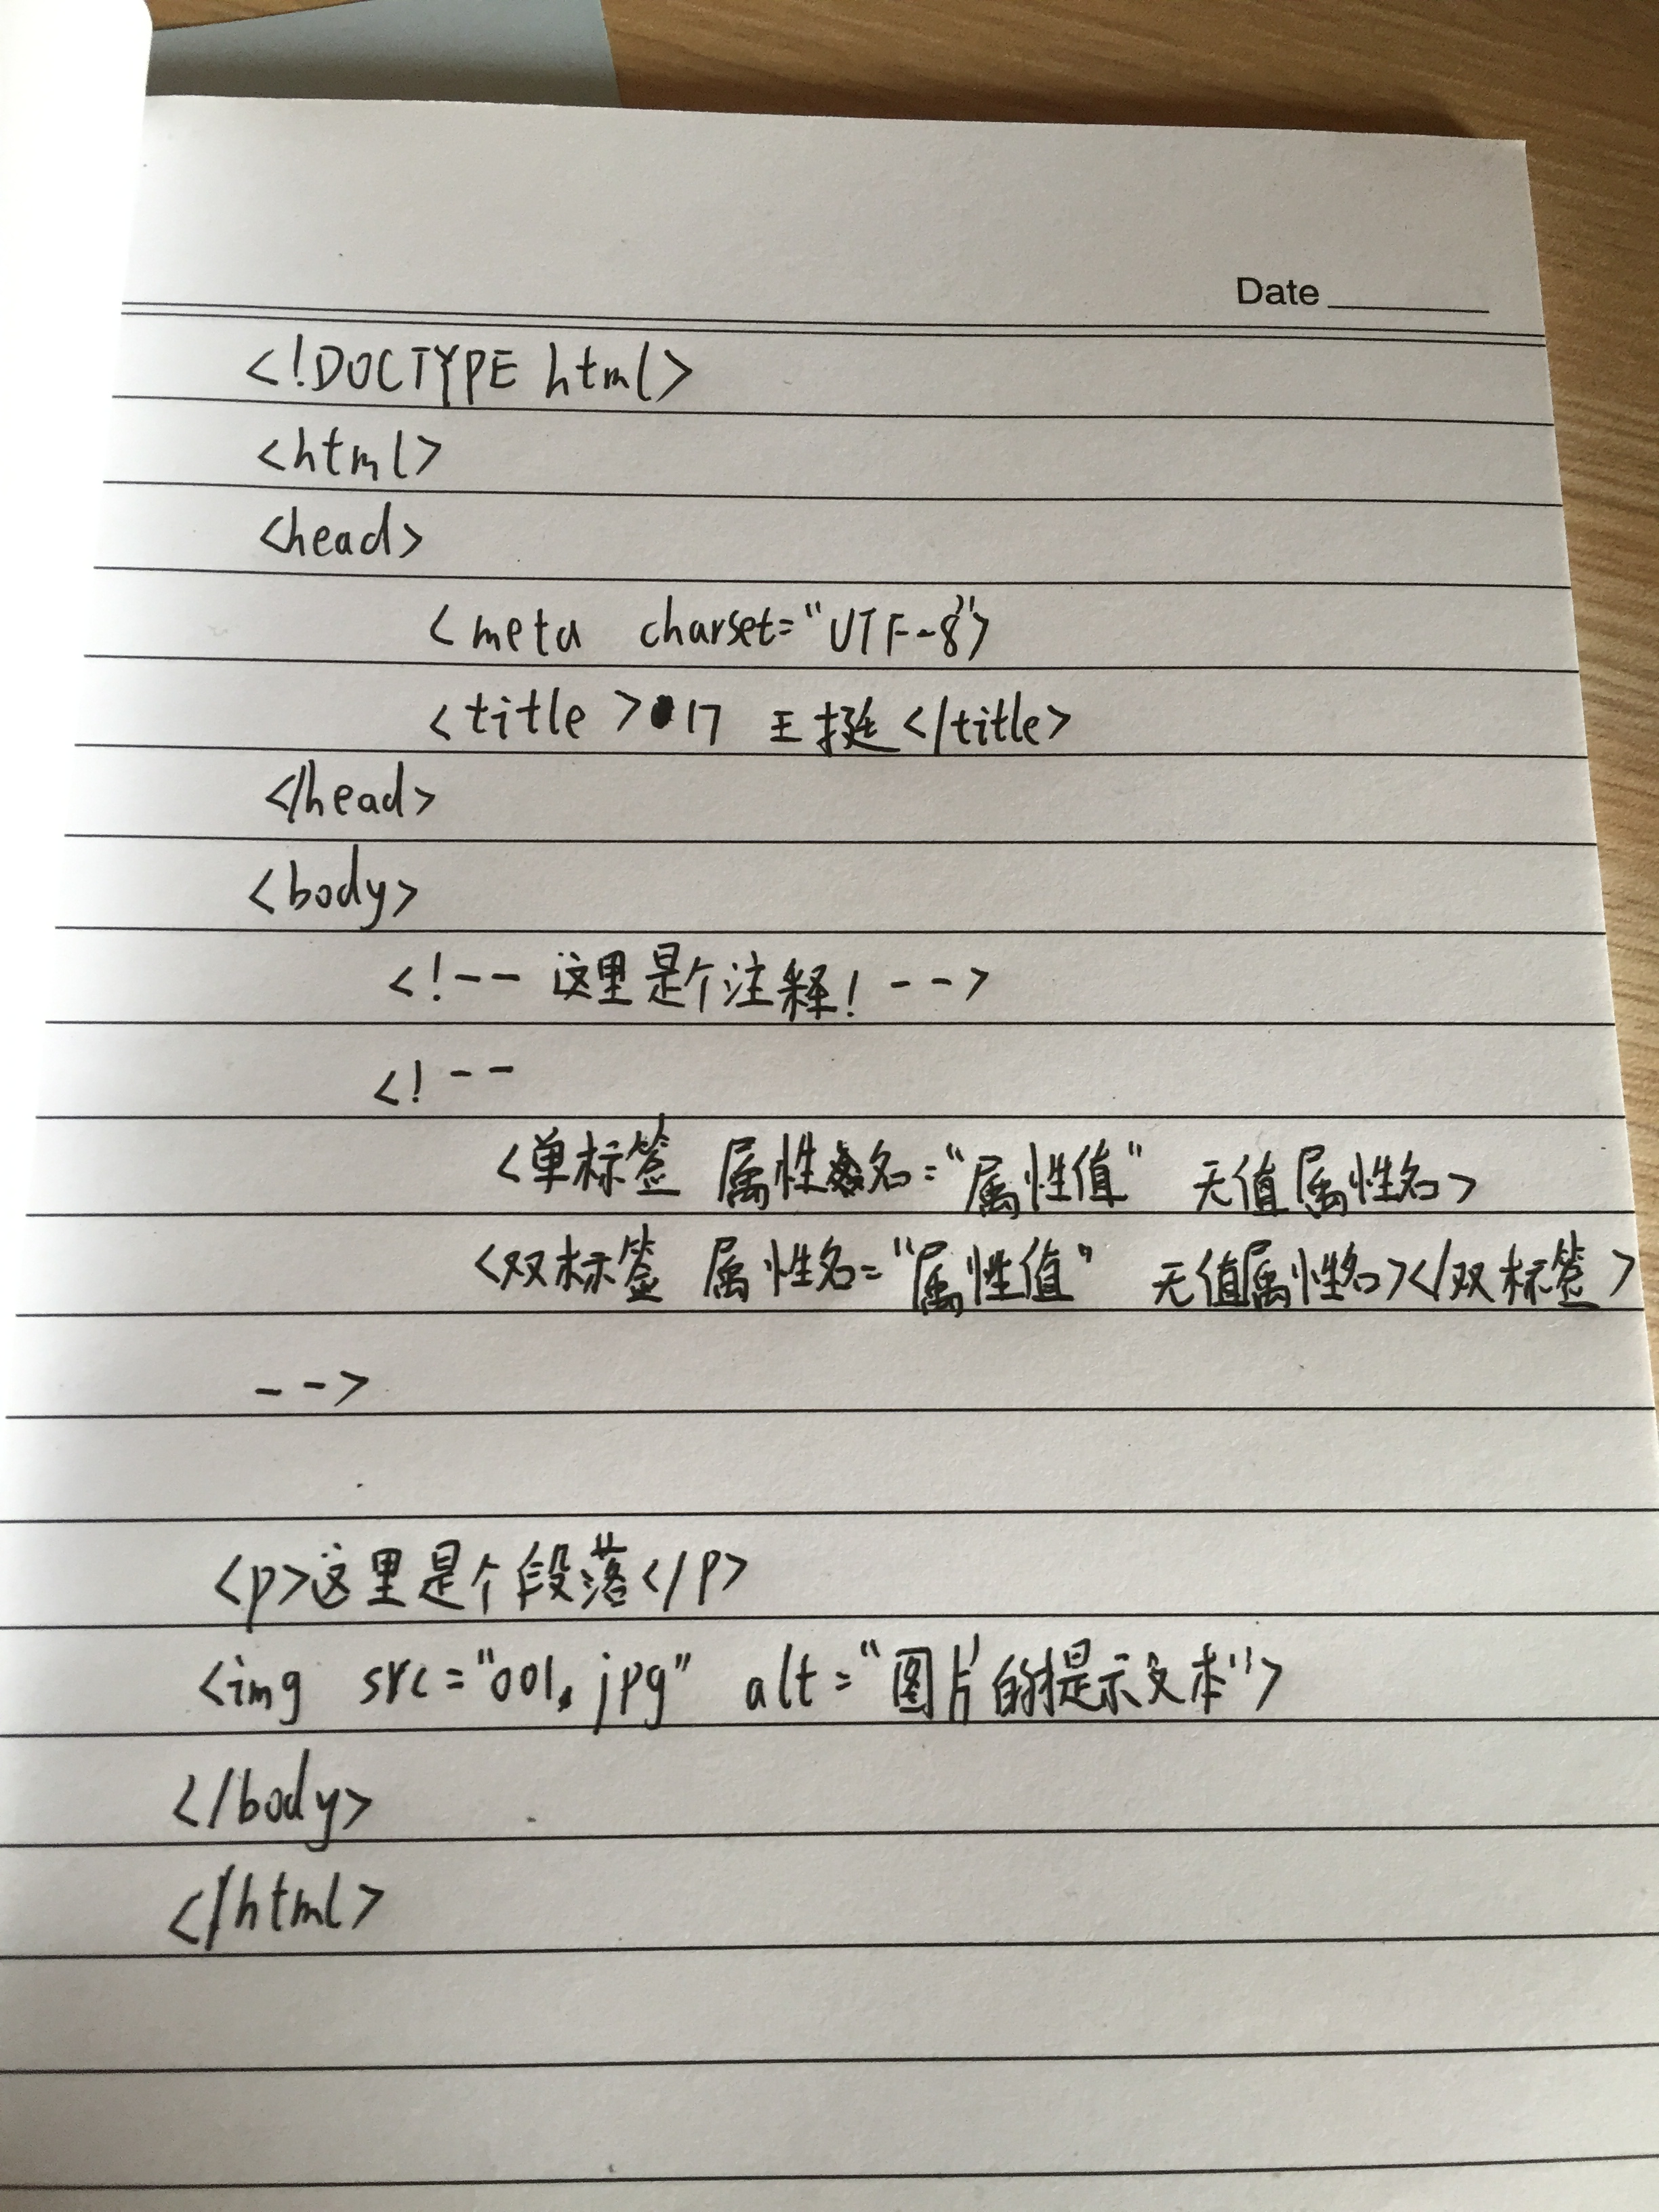 Date
<!DOCTYPE html>
<html>
<head>
<meta charset="UTF-8">
<title>17 王挺</title>
</head>
<body>
<!-- 这里是个注释! -->
<!--
<单标签 属性名="属性值" 无值属性名>
<双标签 属性名="属性值" 无值属性名></双标签>
-->
<p>这里是个段落</p>
<img src="001.jpg" alt="图片的提示文本">
</body>
</html>